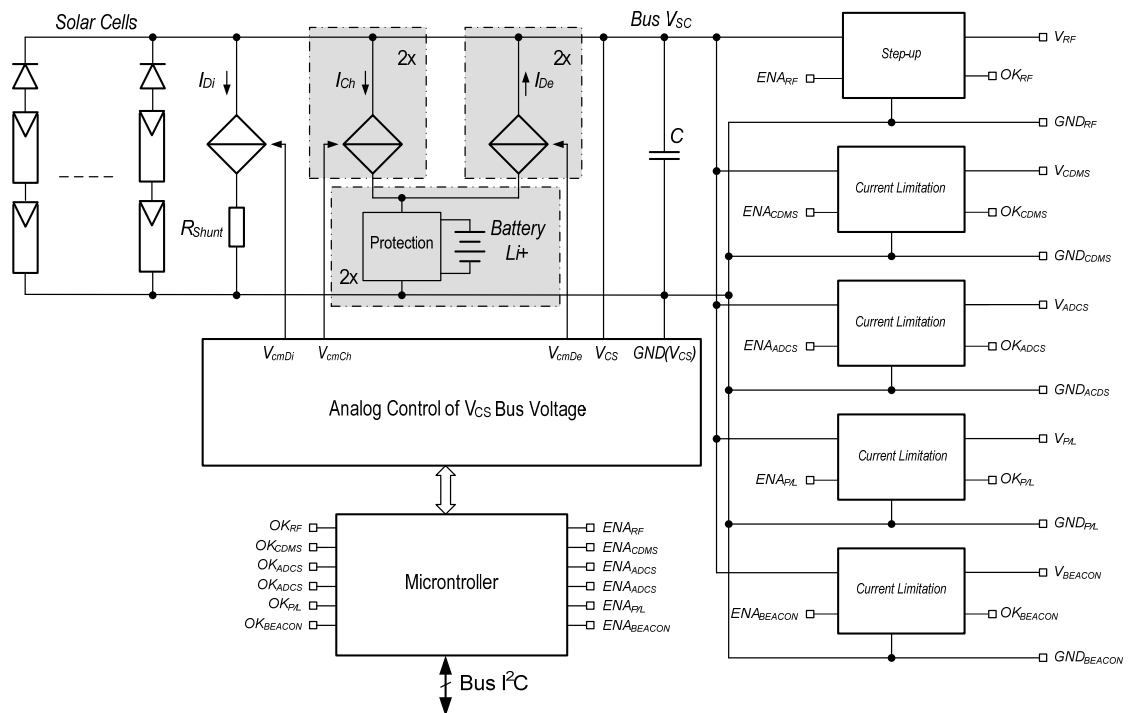 Solar Cells
Bus VSC
2x
2x
IDi
ICh
IDe
C
RShunt
Protection
Battery
Li+
2x
VcmDi
VcmCh
VcmDe
VCS
GND(VCS)
Analog Control of VCS Bus Voltage
OKRF
OKCDMS
OKADCS
OKADCS
OKP/L
OKBEACON
Microntroller
ENARF
ENACDMS
ENAADCS
ENAADCS
ENAP/L
ENABEACON
Bus I²C
Step-up
ENARF
VRF
OKRF
GNDRF
Current Limitation
ENACDMS
VCDMS
OKCDMS
GNDCDMS
Current Limitation
ENAADCS
VADCS
OKADCS
GNDACDS
Current Limitation
ENAP/L
VP/L
OKP/L
GNDP/L
Current Limitation
ENABEACON
VBEACON
OKBEACON
GNDBEACON